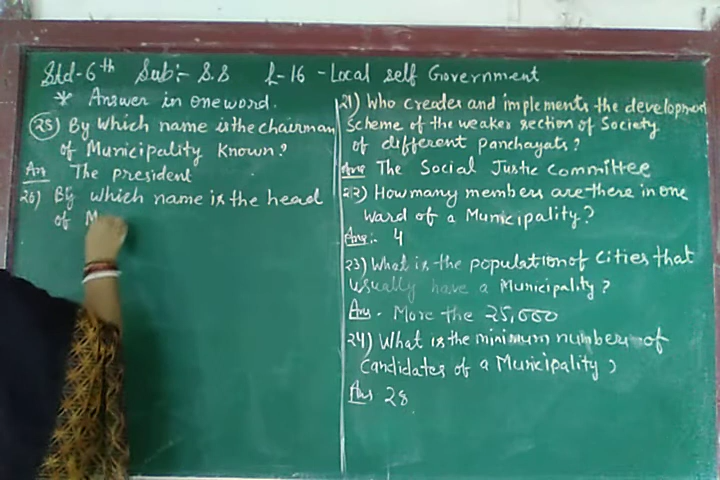 Std-6th Sub:- S.S L-16 - Local self Government
* Answer in one word.
25) By which name is the chairman
of Municipality known?
Ans The president
26) By which name is the head
of M
21) Who creates and implements the development
scheme of the weaker section of Society
of different panchayats?
Ans The Social Justic Committee
22) How many members are there in one
ward of a Municipality?
Ans:- 4
23) What is the population of Cities that
usually have a Municipality?
Ans - More the 25,000
24) What is the minimum number of
Candidates of a Municipality?
Ans 28